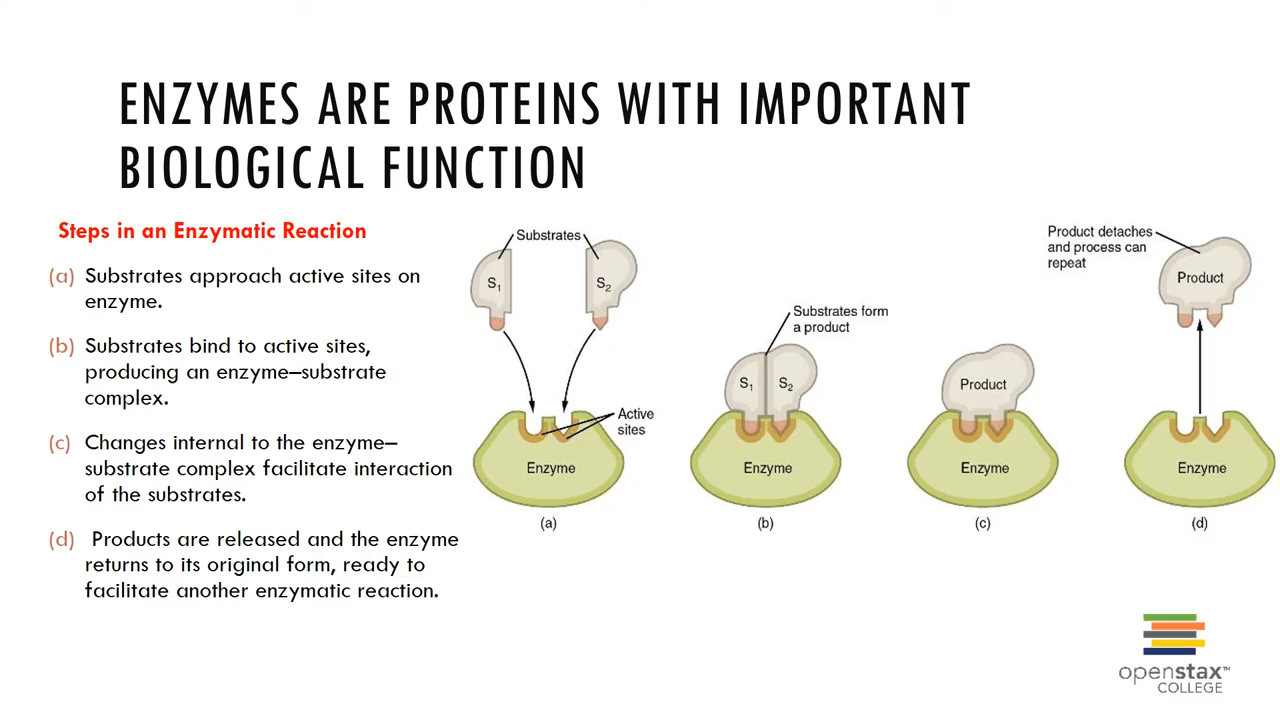 ENZYMES ARE PROTEINS WITH IMPORTANT
BIOLOGICAL FUNCTION
Steps in an Enzymatic Reaction
(a) Substrates approach active sites on
enzyme.
(b) Substrates bind to active sites,
producing an enzyme–substrate
complex.
(c) Changes internal to the enzyme–
substrate complex facilitate interaction
of the substrates.
(d) Products are released and the enzyme
returns to its original form, ready to
facilitate another enzymatic reaction.
Substrates
S₁
S₂
Active
sites
Enzyme
(a)
Substrates form
a product
S₁
S₂
Enzyme
(b)
Product
Enzyme
(c)
Product detaches
and process can
repeat
Product
Enzyme
(d)
openstax™
COLLEGE